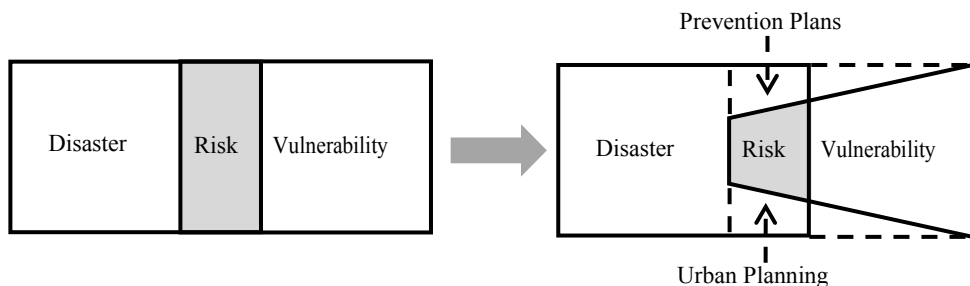 Prevention Plans
Disaster Risk Vulnerability
Disaster Risk Vulnerability
Urban Planning